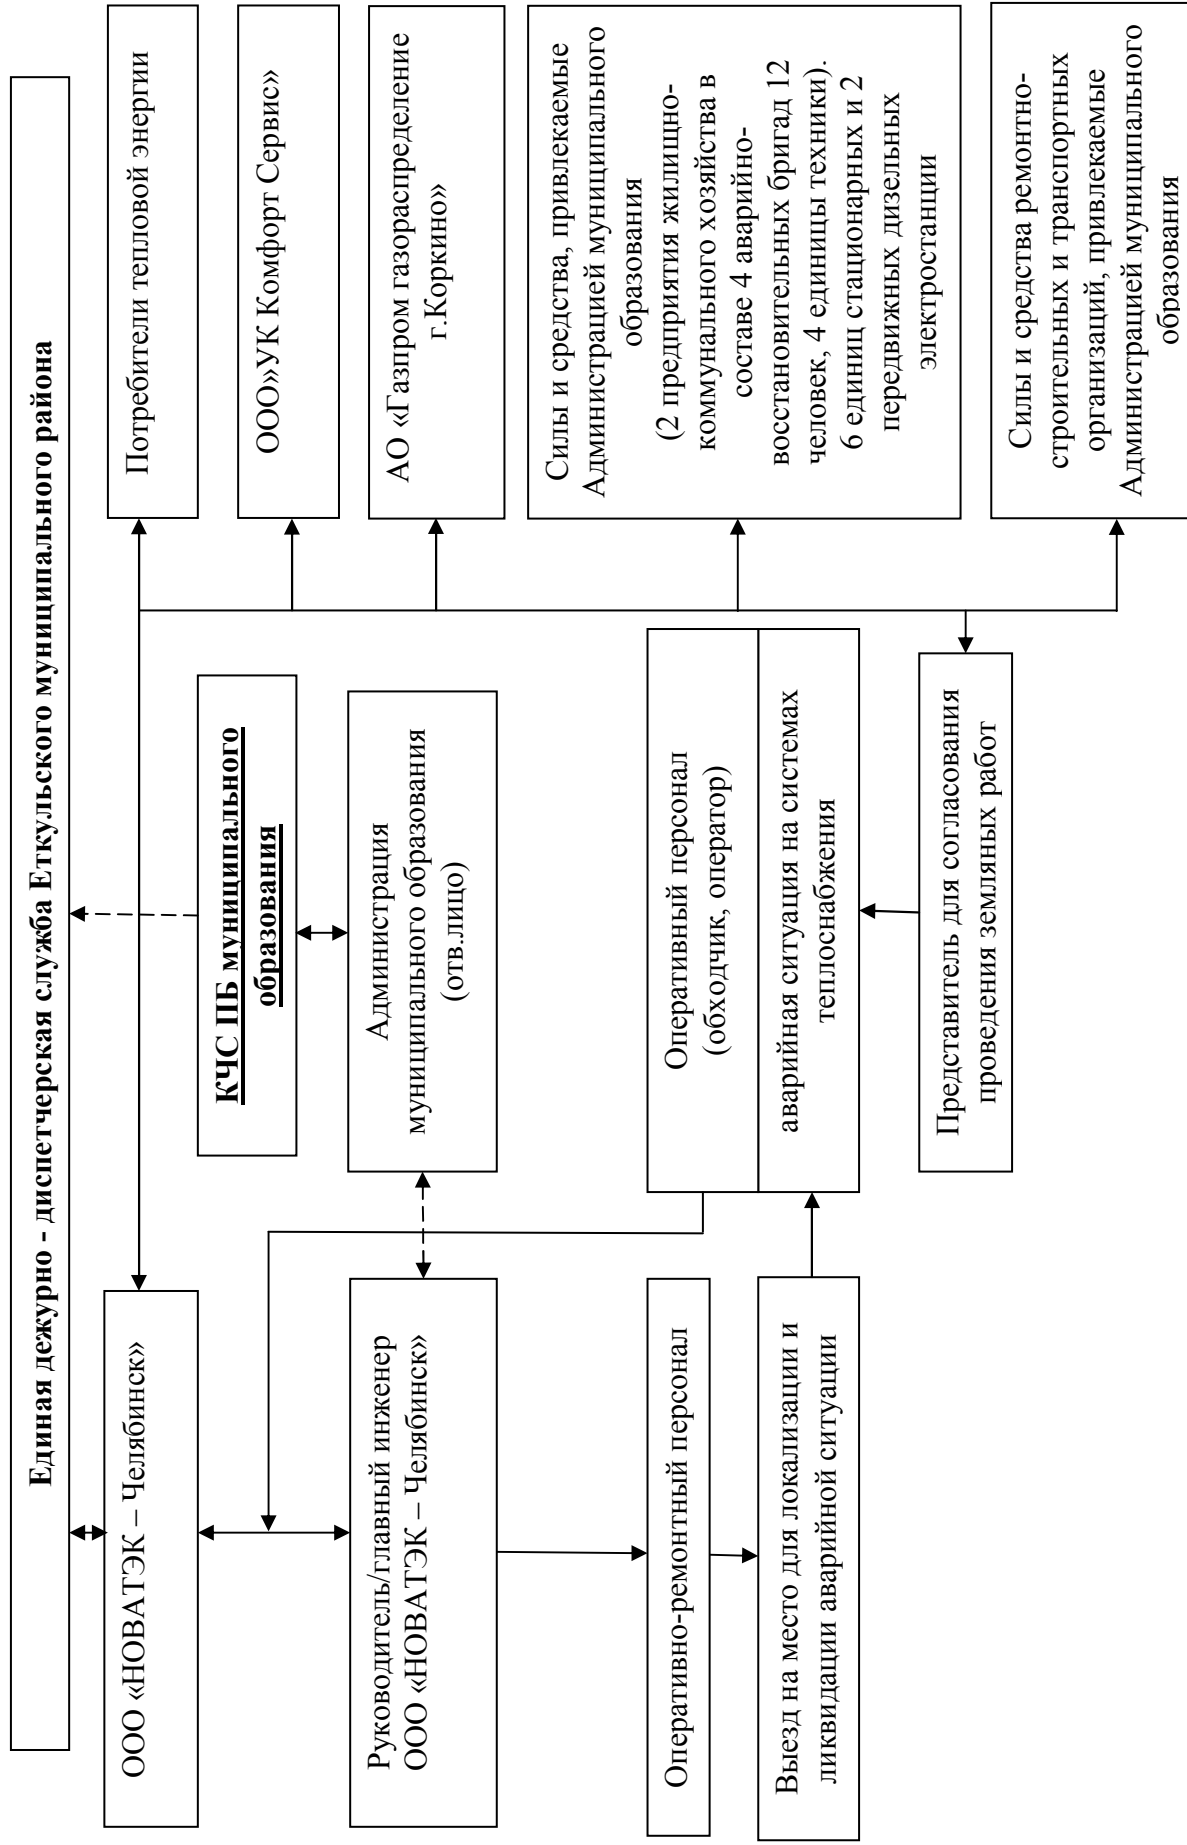 Единая дежурно - диспетчерская служба Еткульского муниципального района
ООО «НОВАТЭК – Челябинск»
Потребители тепловой энергии
КЧС ПБ муниципального
образования
ООО»УК Комфорт Сервис»
Руководитель/главный инженер
ООО «НОВАТЭК – Челябинск»
Администрация
муниципального образования
(отв.лицо)
АО «Газпром газораспределение
г.Коркино»
Силы и средства, привлекаемые
Администрацией муниципального
образования
(2 предприятия жилищно-
коммунального хозяйства в
составе 4 аварийно-
восстановительных бригад 12
человек, 4 единицы техники).
6 единиц стационарных и 2
передвижных дизельных
электростанции
Оперативно-ремонтный персонал
Оперативный персонал
(обходчик, оператор)
Выезд на место для локализации и
ликвидации аварийной ситуации
аварийная ситуация на системах
теплоснабжения
Представитель для согласования
проведения земляных работ
Силы и средства ремонтно-
строительных и транспортных
организаций, привлекаемые
Администрацией муниципального
образования